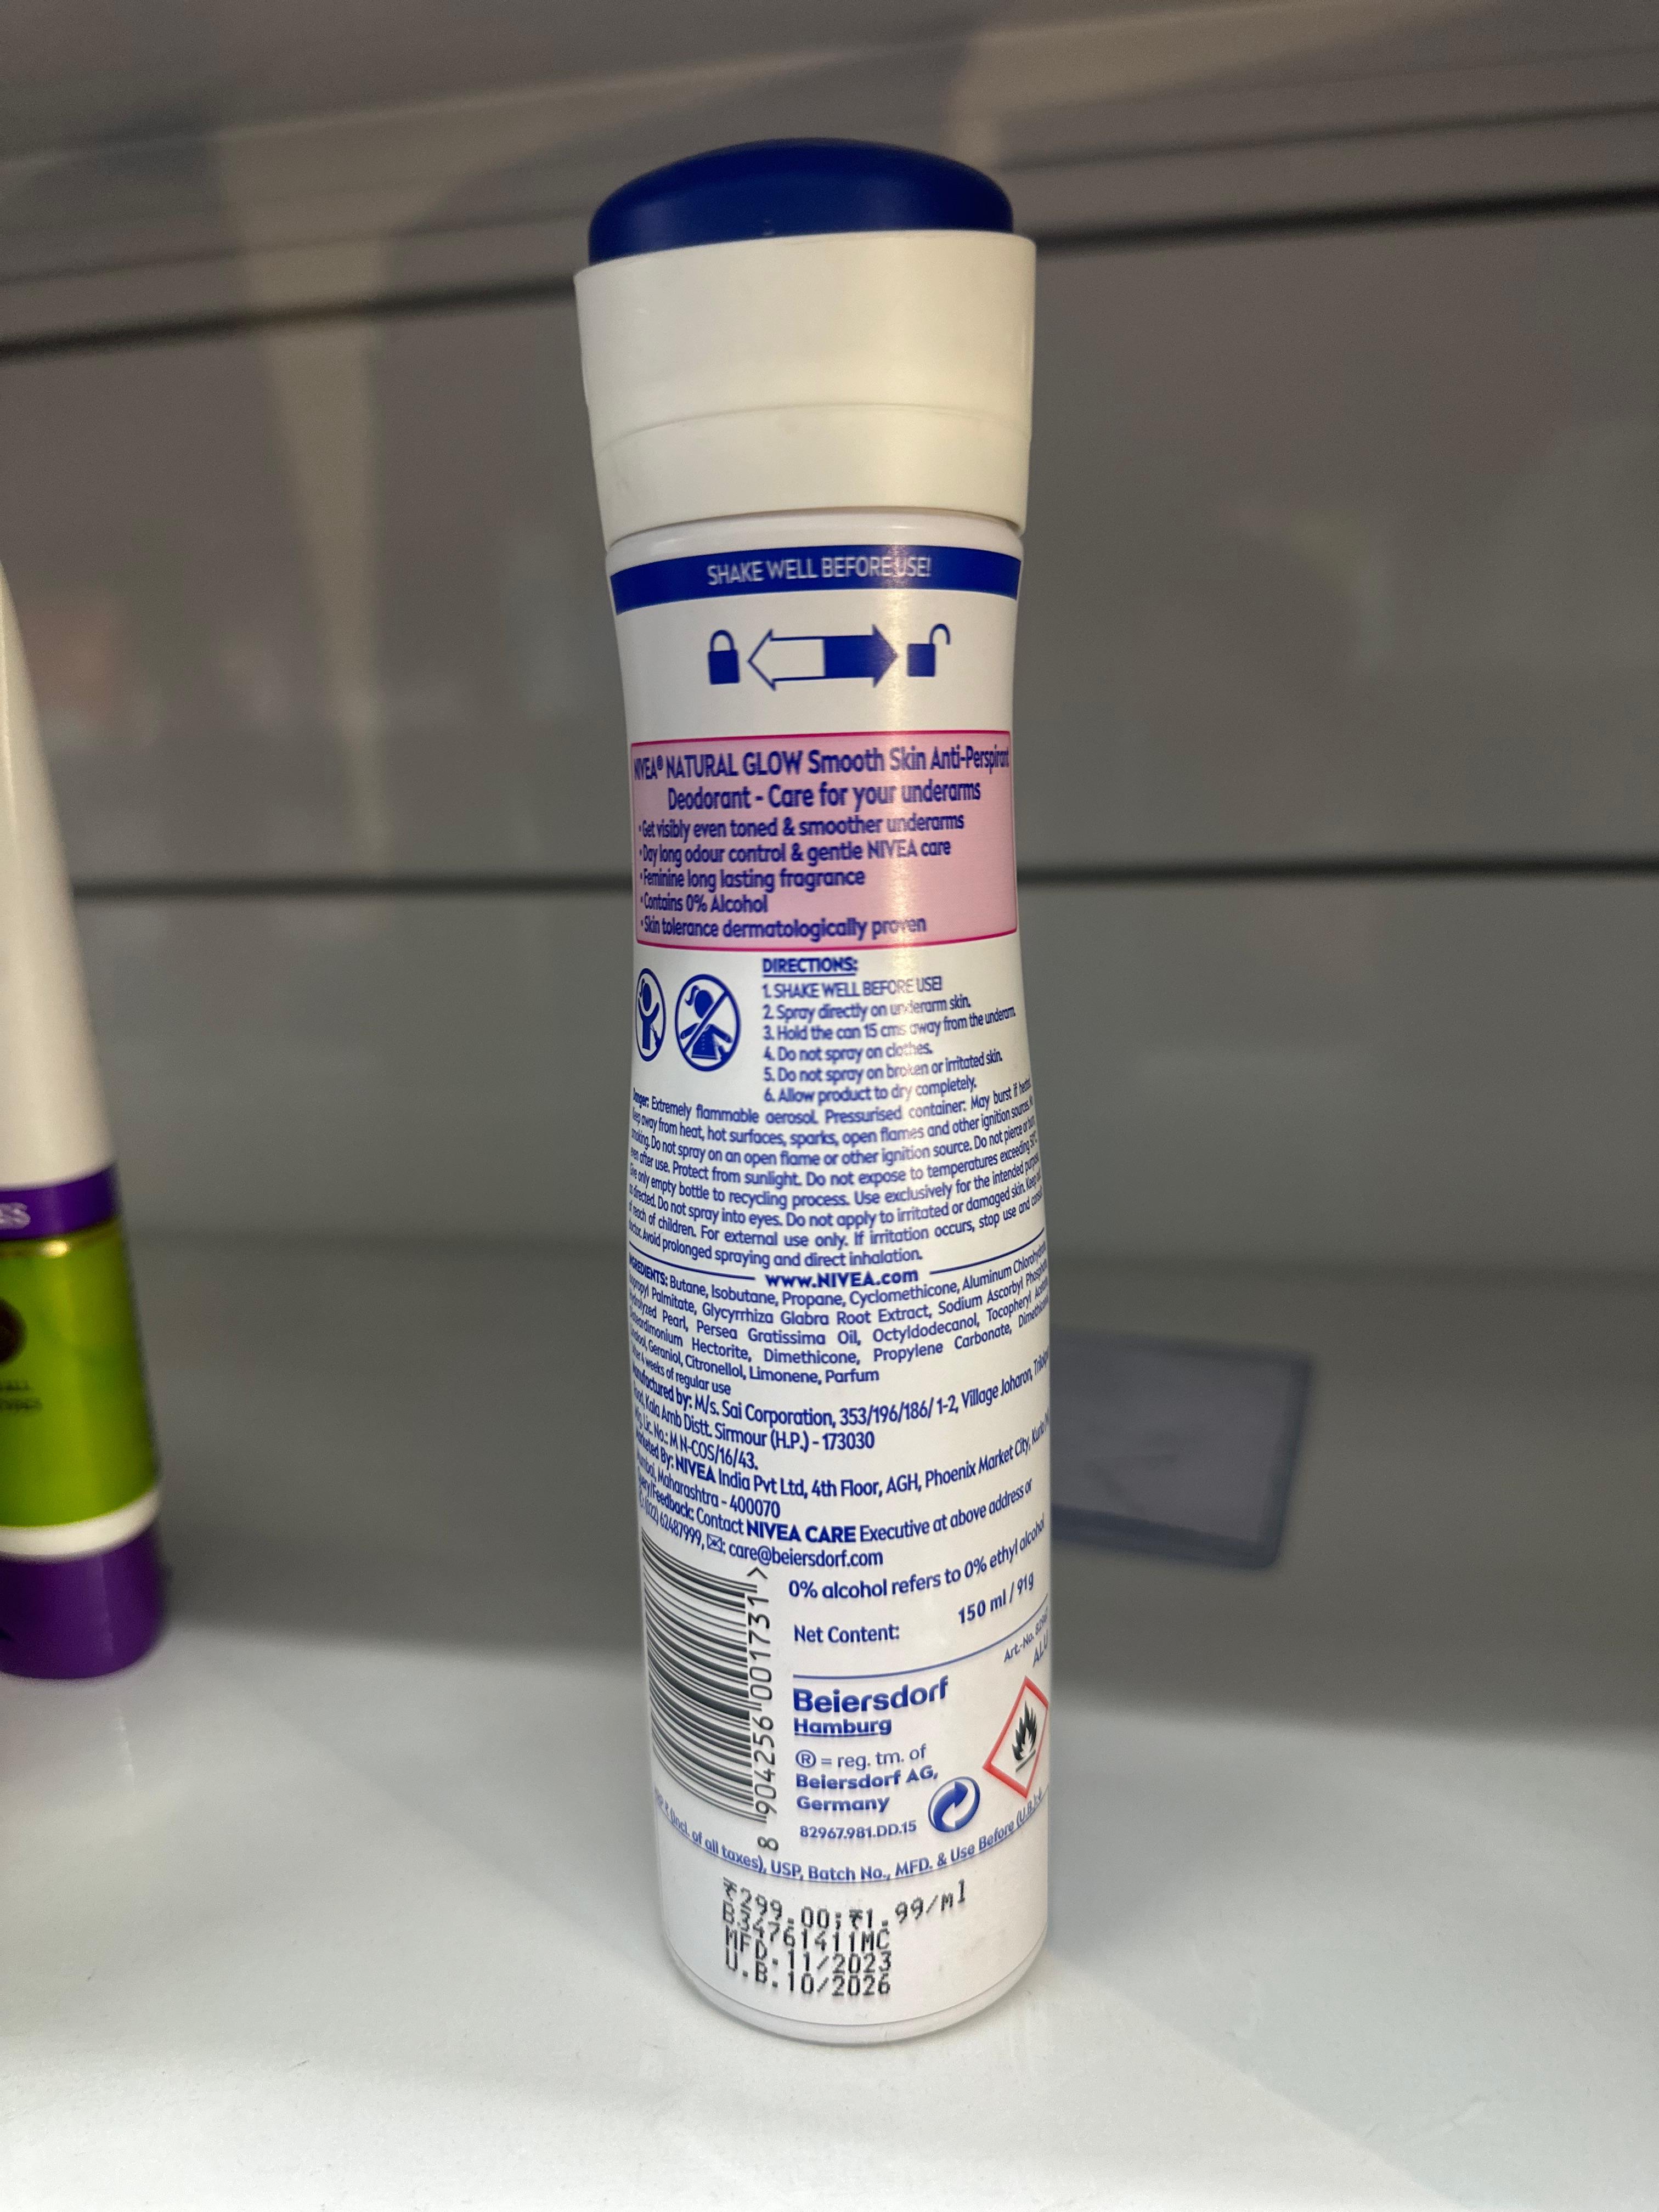 SHAKE WELL BEFORE USE!
NIVEA® NATURAL GLOW Smooth Skin Anti-Perspirant
Deodorant - Care for your underarms
• Get visibly even toned & smoother underarms
• Day long odour control & gentle NIVEA care
• Feminine long lasting fragrance
• Contains 0% Alcohol
• Skin tolerance dermatologically proven
DIRECTIONS:
1. SHAKE WELL BEFORE USE!
2. Spray directly on underarm skin.
3. Hold the can 15 cms away from the underarm.
4. Do not spray on clothes.
5. Do not spray on broken or irritated skin.
6. Allow product to dry completely.
Danger: Extremely flammable aerosol. Pressurised container: May burst if heated.
Keep away from heat, hot surfaces, sparks, open flames and other ignition sources. No
smoking. Do not spray on an open flame or other ignition source. Do not pierce or burn,
even after use. Protect from sunlight. Do not expose to temperatures exceeding 50°C.
Give only empty bottle to recycling process. Use exclusively for the intended purpose
as directed. Do not spray into eyes. Do not apply to irritated or damaged skin. Keep out
of reach of children. For external use only. If irritation occurs, stop use and consult
doctor. Avoid prolonged spraying and direct inhalation.
www.NIVEA.com
INGREDIENTS: Butane, Isobutane, Propane, Cyclomethicone, Aluminum Chlorohydrate,
Isopropyl Palmitate, Glycyrrhiza Glabra Root Extract, Sodium Ascorbyl Phosphate,
Hydrolyzed Pearl, Persea Gratissima Oil, Octyldodecanol, Tocopheryl Acetate,
Disteardimonium Hectorite, Dimethicone, Propylene Carbonate, Dimethiconol,
Linalool, Geraniol, Citronellol, Limonene, Parfum
4 weeks of regular use
Manufactured by: M/s. Sai Corporation, 353/196/186/ 1-2, Village Joharon,
Road, Kala Amb Distt. Sirmour (H.P.) - 173030
Mfg. Lic. No.: M N-COS/16/43.
Marketed By: NIVEA India Pvt Ltd, 4th Floor, AGH, Phoenix Market City,
Mumbai, Maharashtra - 400070
Query/Feedback: Contact NIVEA CARE Executive at above address or
(022) 62487999, : care@beiersdorf.com
0% alcohol refers to 0% ethyl alcohol
Net Content: 150 ml / 91g
Art.-No.
8 904256 001731 >
Beiersdorf
Hamburg
® = reg. tm. of
Beiersdorf AG,
Germany
82967.981.DD.15
(Incl. of all taxes), USP, Batch No., MFD. & Use Before (U.B.):
₹299.00;₹1.99/ml
B.34761411MC
MFD.11/2023
U.B.10/2026